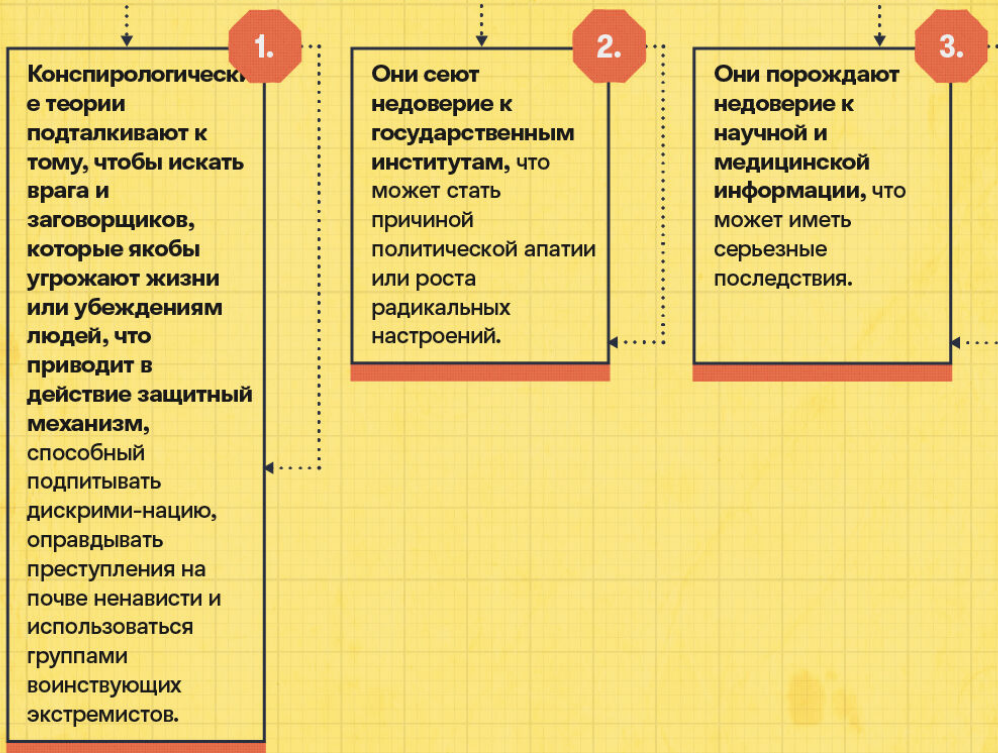 1.
Конспирологически
е теории
подталкивают к
тому, чтобы искать
врага и
заговорщиков,
которые якобы
угрожают жизни
или убеждениям
людей, что
приводит в
действие защитный
механизм,
способный
подпитывать
дискрими-нацию,
оправдывать
преступления на
почве ненависти и
использоваться
группами
воинствующих
экстремистов.
2.
Они сеют
недоверие к
государственным
институтам, что
может стать
причиной
политической апатии
или роста
радикальных
настроений.
3.
Они порождают
недоверие к
научной и
медицинской
информации, что
может иметь
серьезные
последствия.